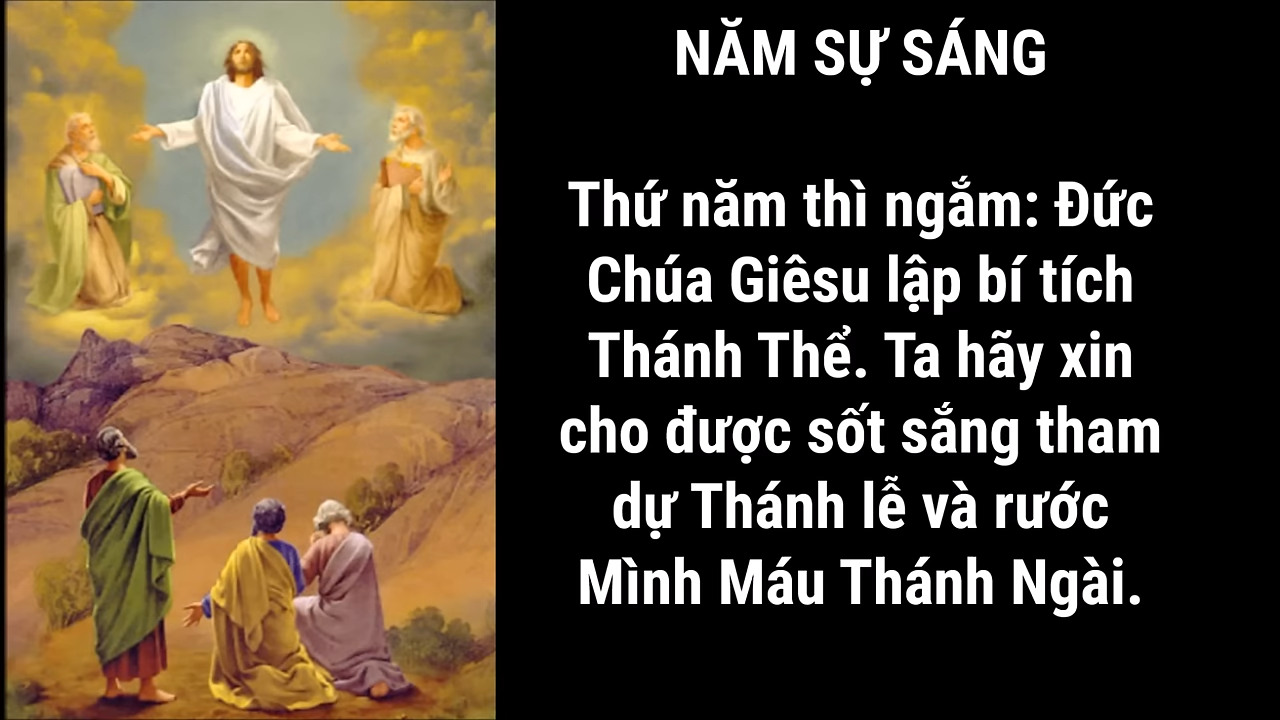 NĂM SỰ SÁNG
Thứ năm thì ngắm: Đức
Chúa Giêsu lập bí tích
Thánh Thể. Ta hãy xin
cho được sốt sắng tham
dự Thánh lễ và rước
Mình Máu Thánh Ngài.